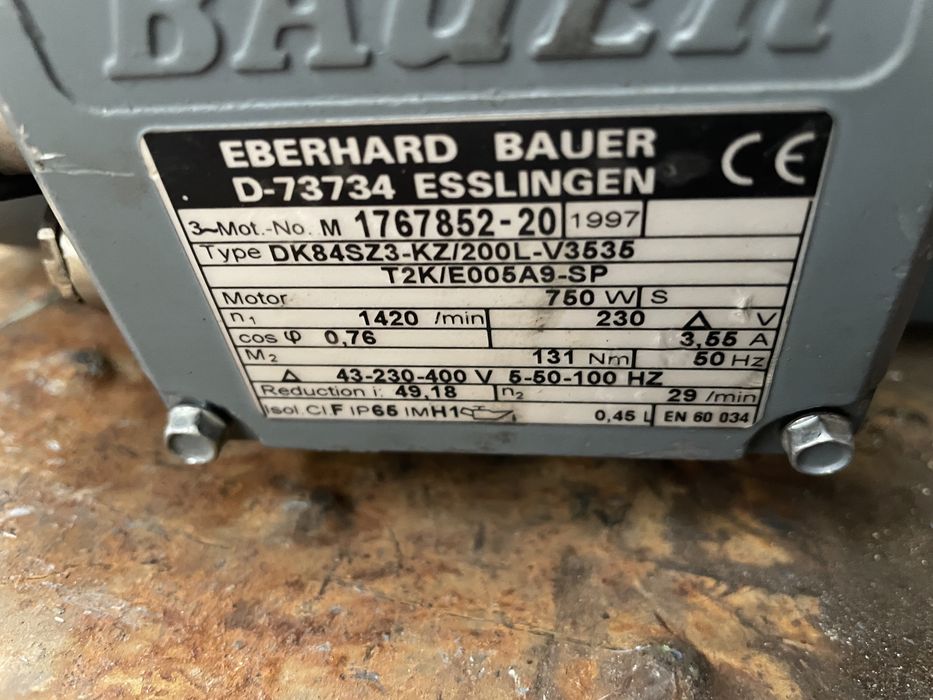 BAUER
EBERHARD BAUER
D-73734 ESSLINGEN
CE
3~Mot.-No. M 1767852-20 1997
Type DK84SZ3-KZ/200L-V3535
T2K/E005A9-SP
Motor 750 W S
n1 1420 /min 230 Δ V
cos φ 0,76 3,55 A
M2 131 Nm 50 Hz
Δ 43-230-400 V 5-50-100 HZ
Reduction i: 49,18 n2 29 /min
Isol.Cl F IP65 IMH1 0,45 l EN 60 034